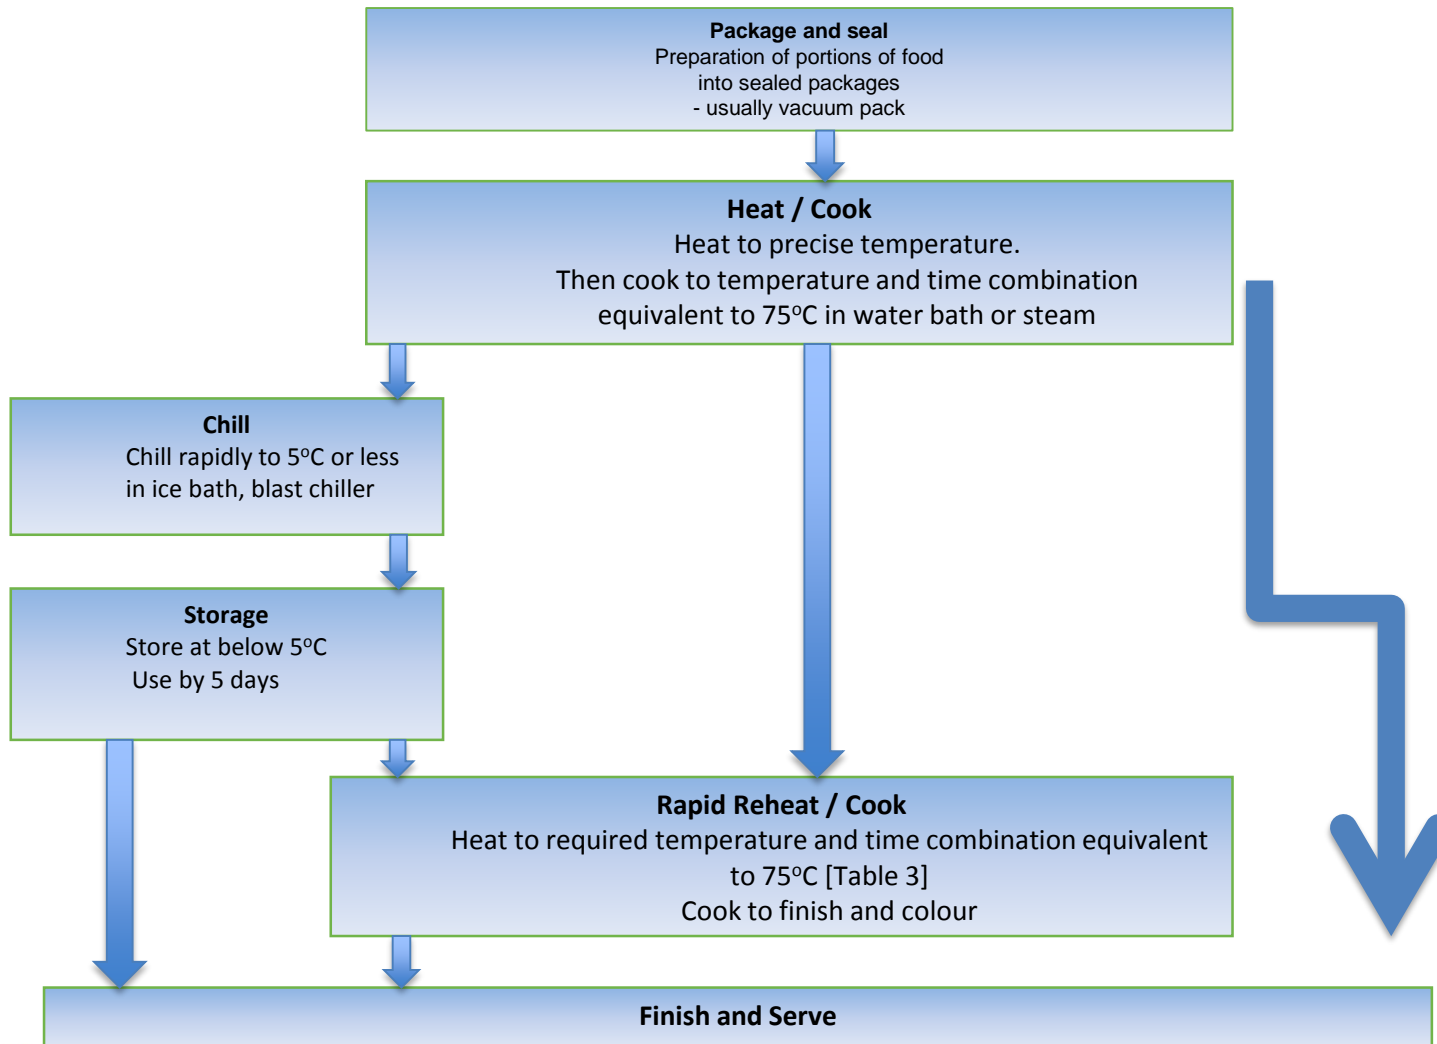 Package and seal
Preparation of portions of food
into sealed packages
- usually vacuum pack
Heat / Cook
Heat to precise temperature.
Then cook to temperature and time combination
equivalent to 75ºC in water bath or steam
Chill
Chill rapidly to 5ºC or less
in ice bath, blast chiller
Storage
Store at below 5ºC
Use by 5 days
Rapid Reheat / Cook
Heat to required temperature and time combination equivalent
to 75ºC [Table 3]
Cook to finish and colour
Finish and Serve